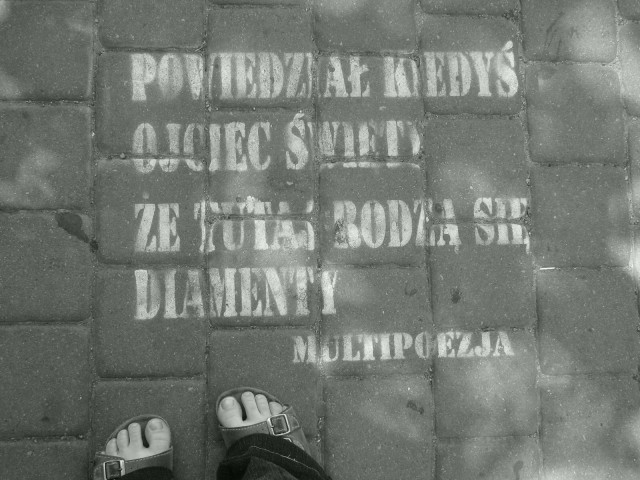 POWIEDZIAŁ KIEDYŚ
OJCIEC ŚWIĘTY
ŻE TUTAJ RODZĄ SIĘ
DIAMENTY
MULTIPOEZJA